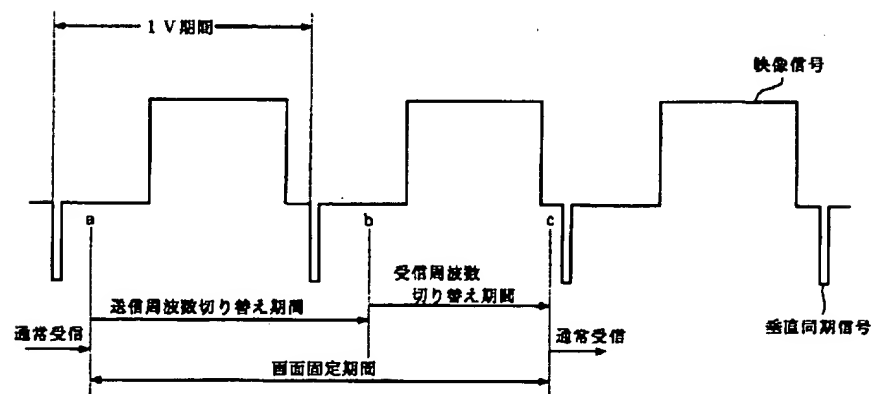 1 V期間
映像信号
a
b
c
受信周波数
切り替え期間
送信周波数切り替え期間
垂直同期信号
通常受信
通常受信
画面固定期間